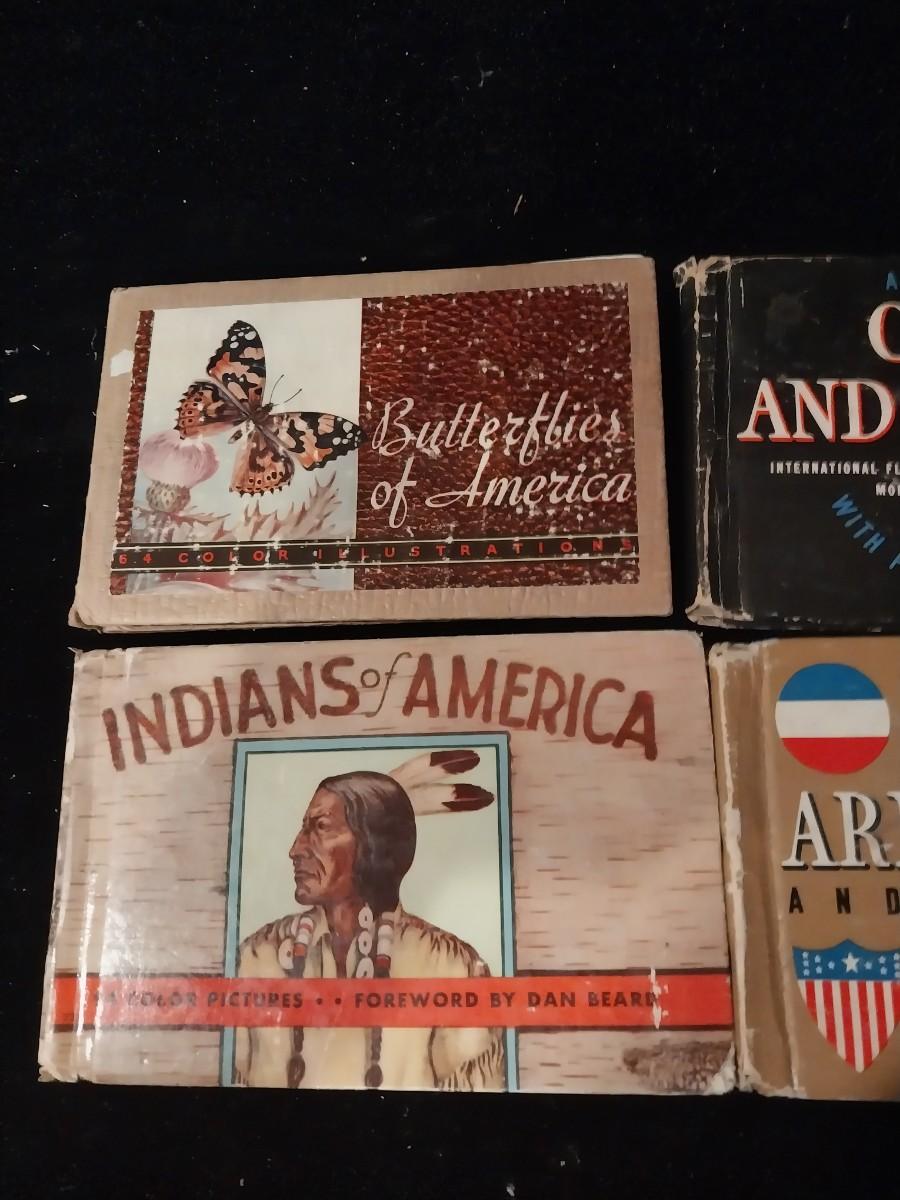 Butterflies
of America
64 COLOR ILLUSTRATIONS
AND
INTERNATIONAL
WITH
INDIANS of AMERICA
COLOR PICTURES • • FOREWORD BY DAN BEARD
AND